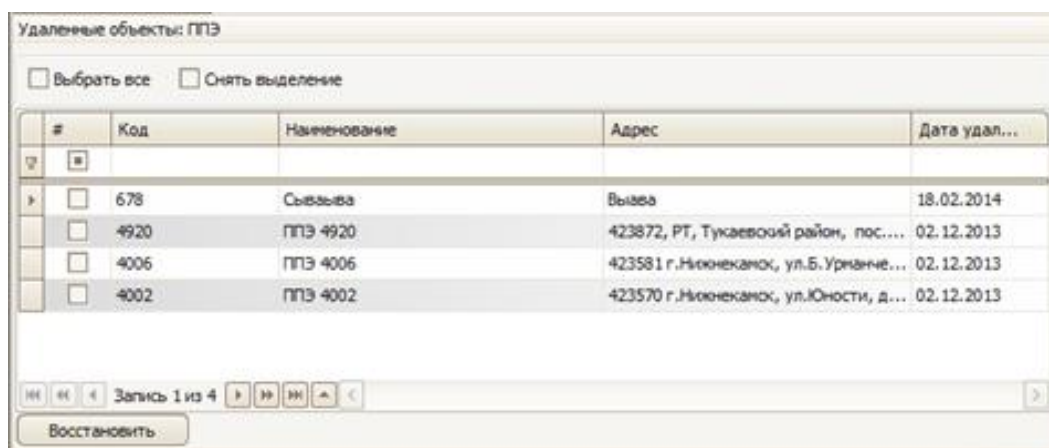 Удаленные объекты: ППЭ
Выбрать все Снять выделение
# Код Наименование Адрес Дата удал...
678 Сываыва Выава 18.02.2014
4920 ППЭ 4920 423872, РТ, Тукаевский район, пос.... 02.12.2013
4006 ППЭ 4006 423581 г.Нижнекамск, ул.Б.Урманче... 02.12.2013
4002 ППЭ 4002 423570 г.Нижнекамск, ул.Юности, д... 02.12.2013
Запись 1 из 4
Восстановить